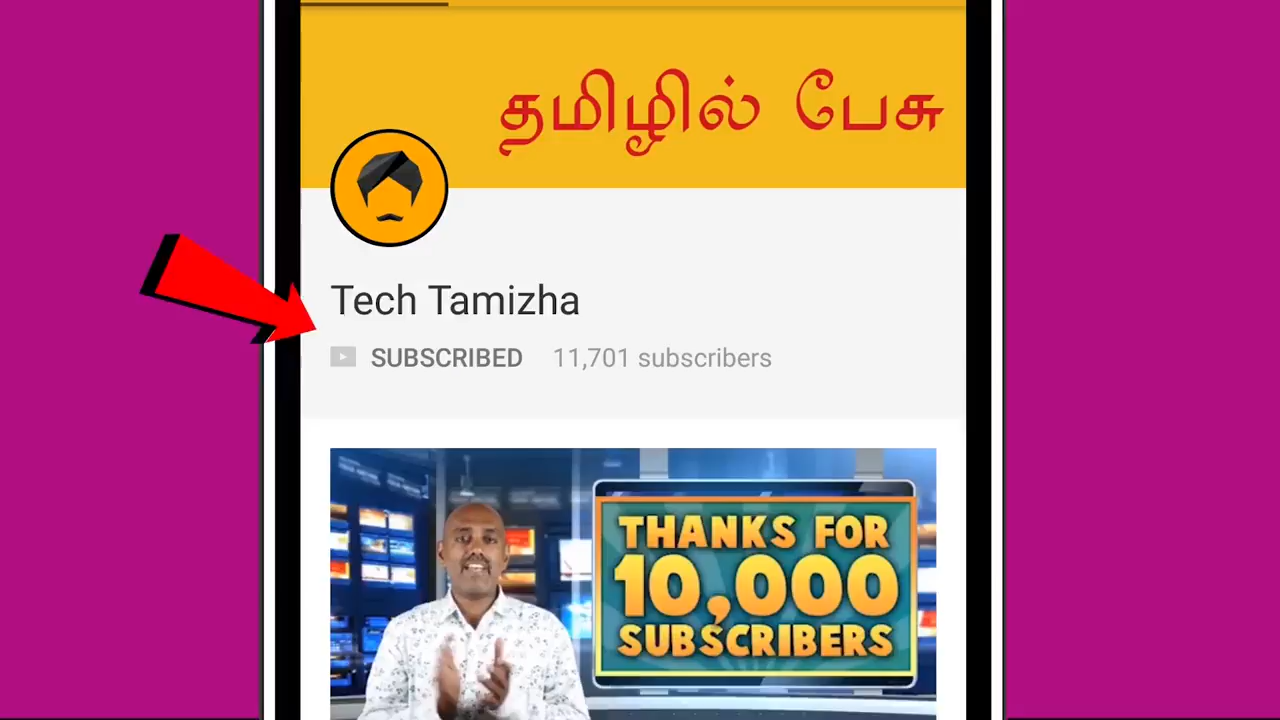 தமிழில் பேசு
Tech Tamizha
SUBSCRIBED 11,701 subscribers
THANKS FOR
10,000
SUBSCRIBERS